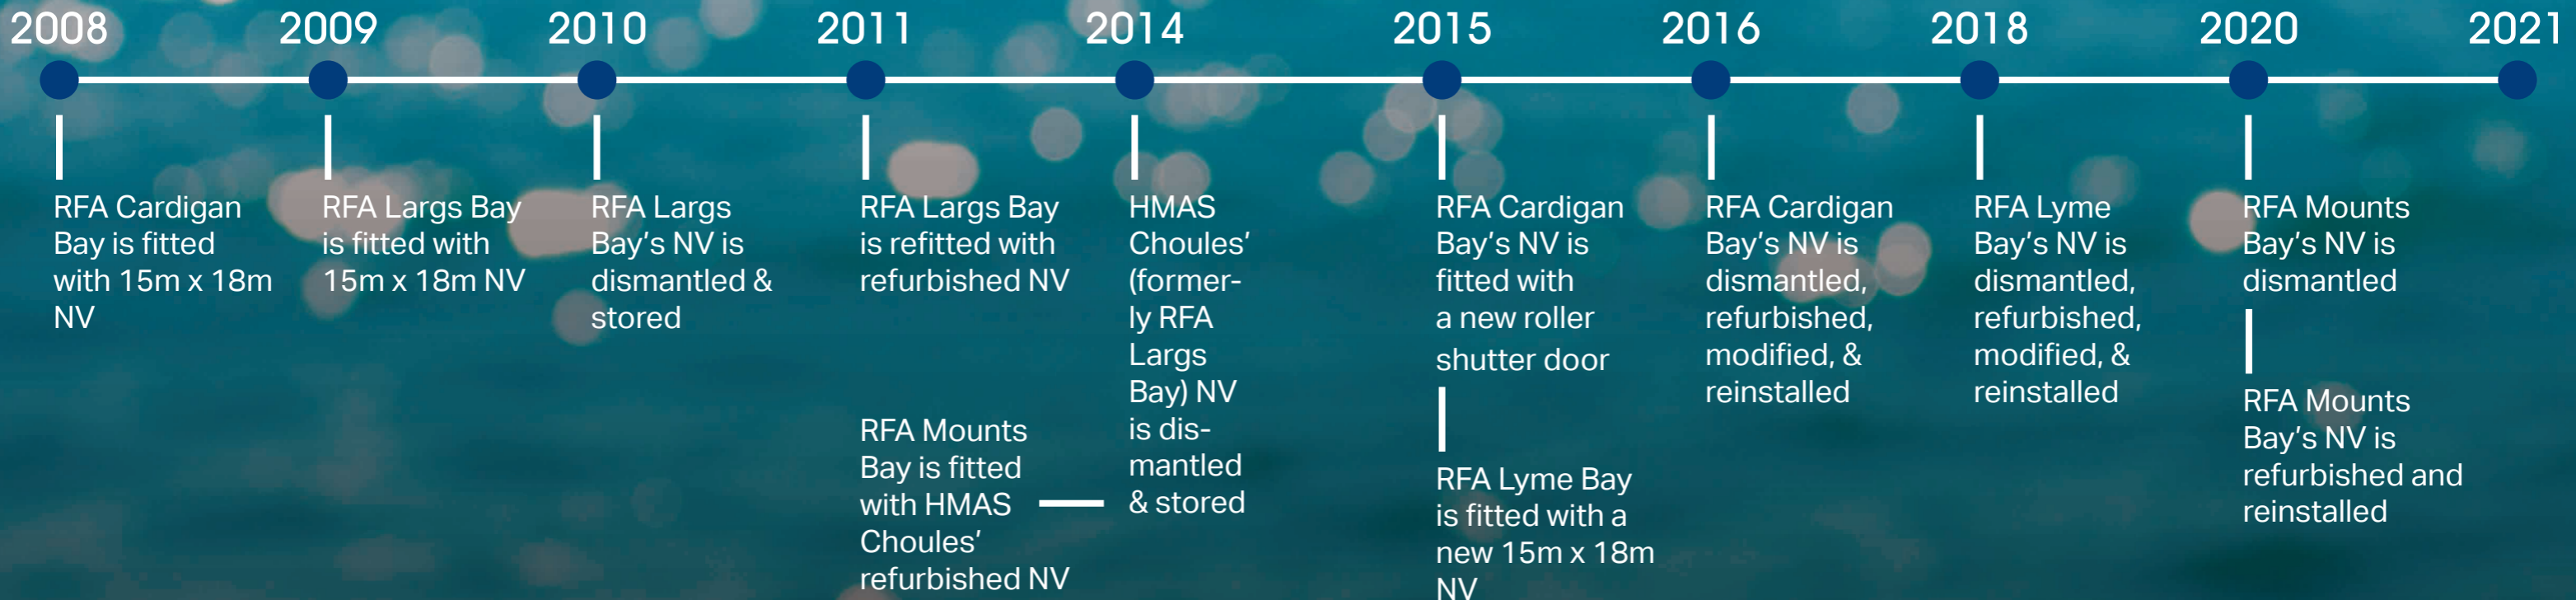 2008
2009
2010
2011
2014
2015
2016
2018
2020
2021
RFA Cardigan
Bay is fitted
with 15m x 18m
NV
RFA Largs Bay
is fitted with
15m x 18m NV
RFA Largs
Bay’s NV is
dismantled &
stored
RFA Largs Bay
is refitted with
refurbished NV
HMAS
Choules’
(former-
ly RFA
Largs
Bay) NV
is dis-
mantled
& stored
RFA Mounts
Bay is fitted
with HMAS
Choules’
refurbished NV
RFA Cardigan
Bay’s NV is
fitted with
a new roller
shutter door
RFA Lyme Bay
is fitted with a
new 15m x 18m
NV
RFA Cardigan
Bay’s NV is
dismantled,
refurbished,
modified, &
reinstalled
RFA Lyme
Bay’s NV is
dismantled,
refurbished,
modified, &
reinstalled
RFA Mounts
Bay’s NV is
dismantled
RFA Mounts
Bay’s NV is
refurbished and
reinstalled